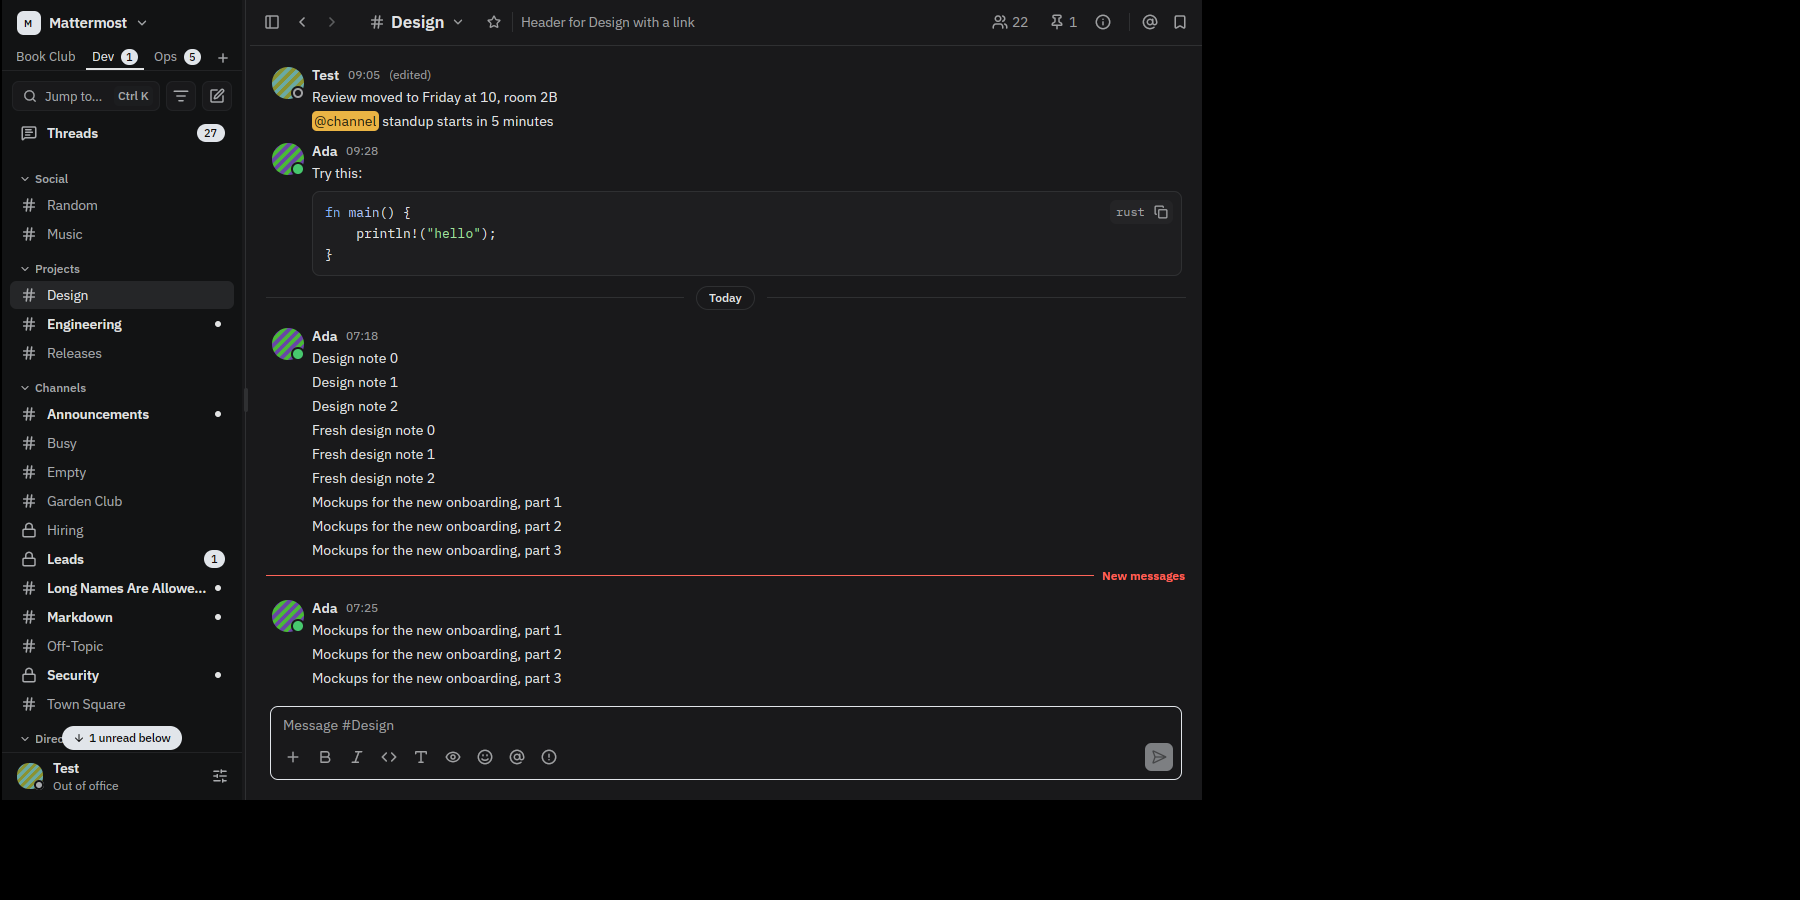 M Mattermost
Book Club Dev 1 Ops 5
Jump to... Ctrl K
Threads 27
Social
Random
Music
Projects
Design
Engineering
Releases
Channels
Announcements
Busy
Empty
Garden Club
Hiring
Leads 1
Long Names Are Allowe...
Markdown
Off-Topic
Security
Town Square
Direc
1 unread below
Test
Out of office
Design Header for Design with a link 22 1
Test 09:05 (edited)
Review moved to Friday at 10, room 2B
@channel standup starts in 5 minutes
Ada 09:28
Try this:
fn main() { rust
println!("hello");
}
Today
Ada 07:18
Design note 0
Design note 1
Design note 2
Fresh design note 0
Fresh design note 1
Fresh design note 2
Mockups for the new onboarding, part 1
Mockups for the new onboarding, part 2
Mockups for the new onboarding, part 3
New messages
Ada 07:25
Mockups for the new onboarding, part 1
Mockups for the new onboarding, part 2
Mockups for the new onboarding, part 3
Message #Design